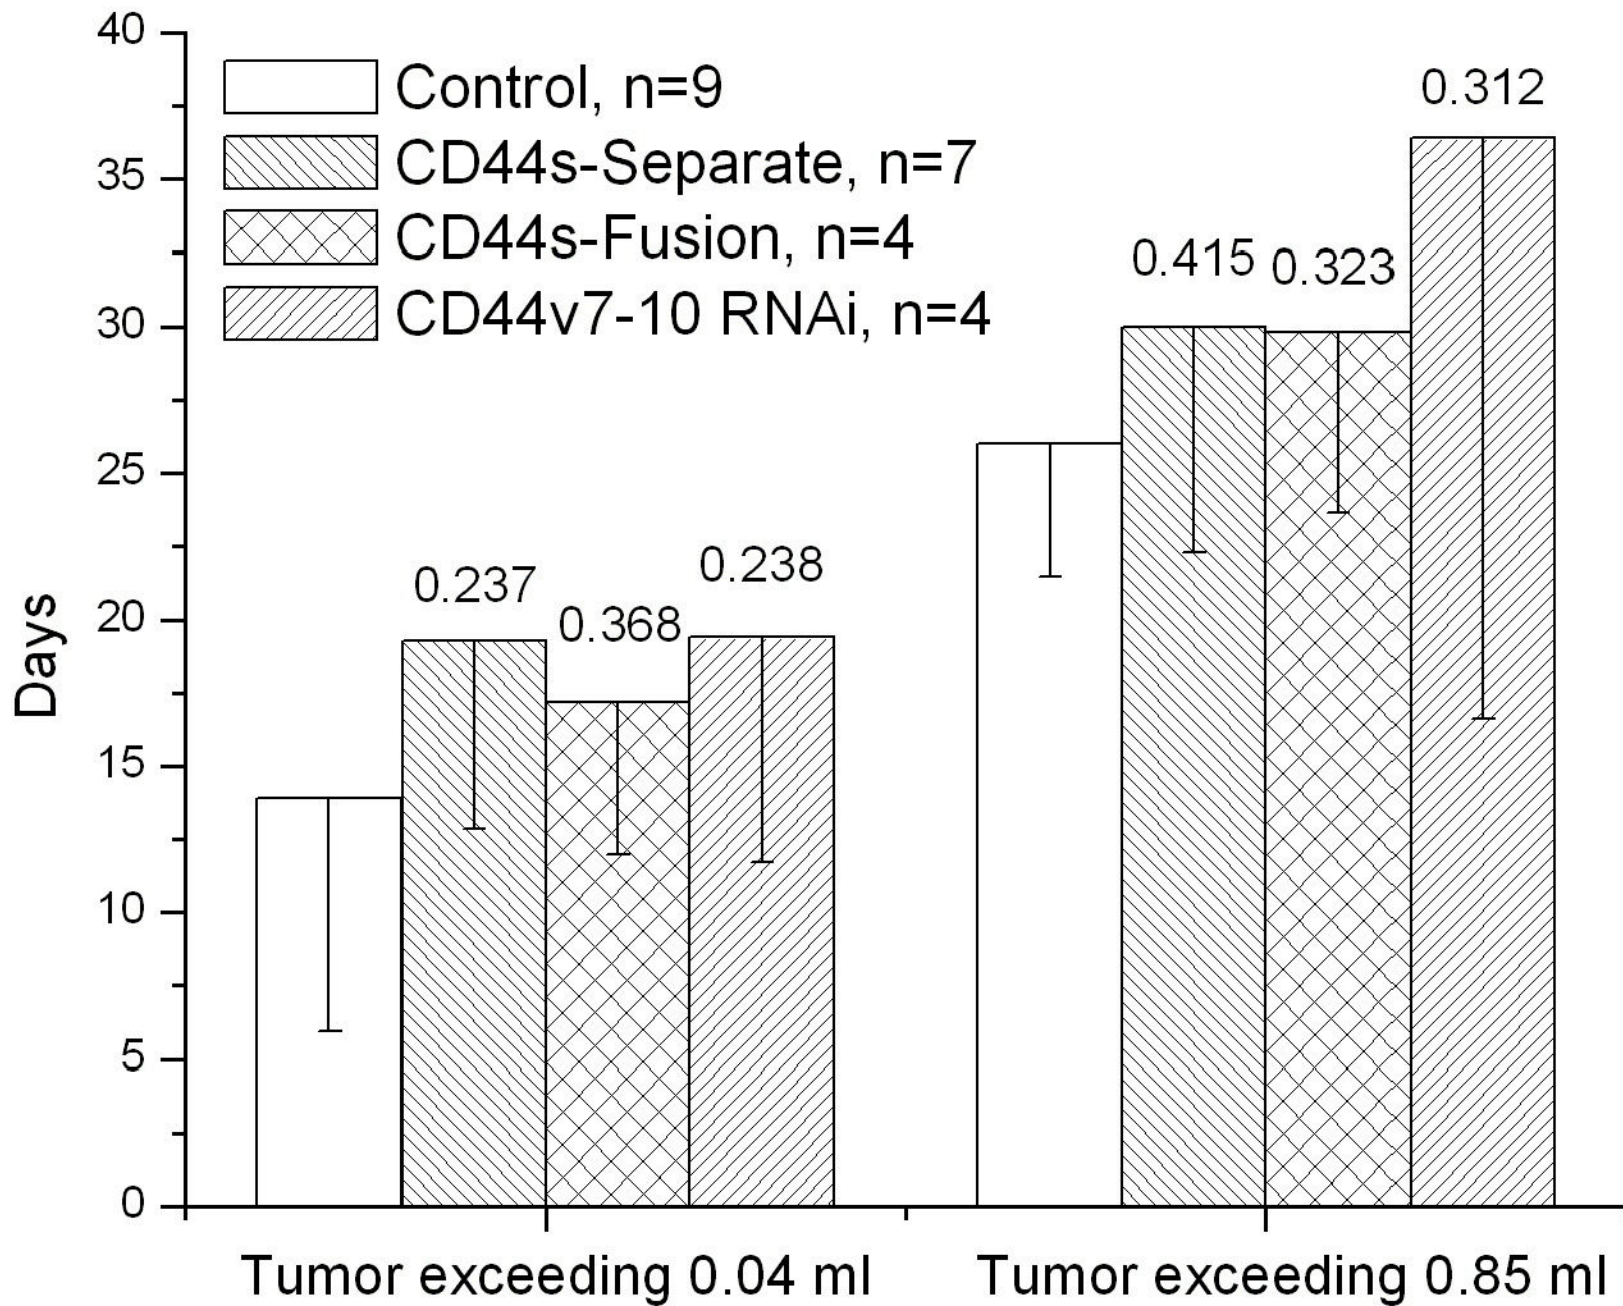 40
35
30
25
20
15
10
5
0
Days
Control, n=9
CD44s-Separate, n=7
CD44s-Fusion, n=4
CD44v7-10 RNAi, n=4
0.237
0.368
0.238
0.415
0.323
0.312
Tumor exceeding 0.04 ml
Tumor exceeding 0.85 ml